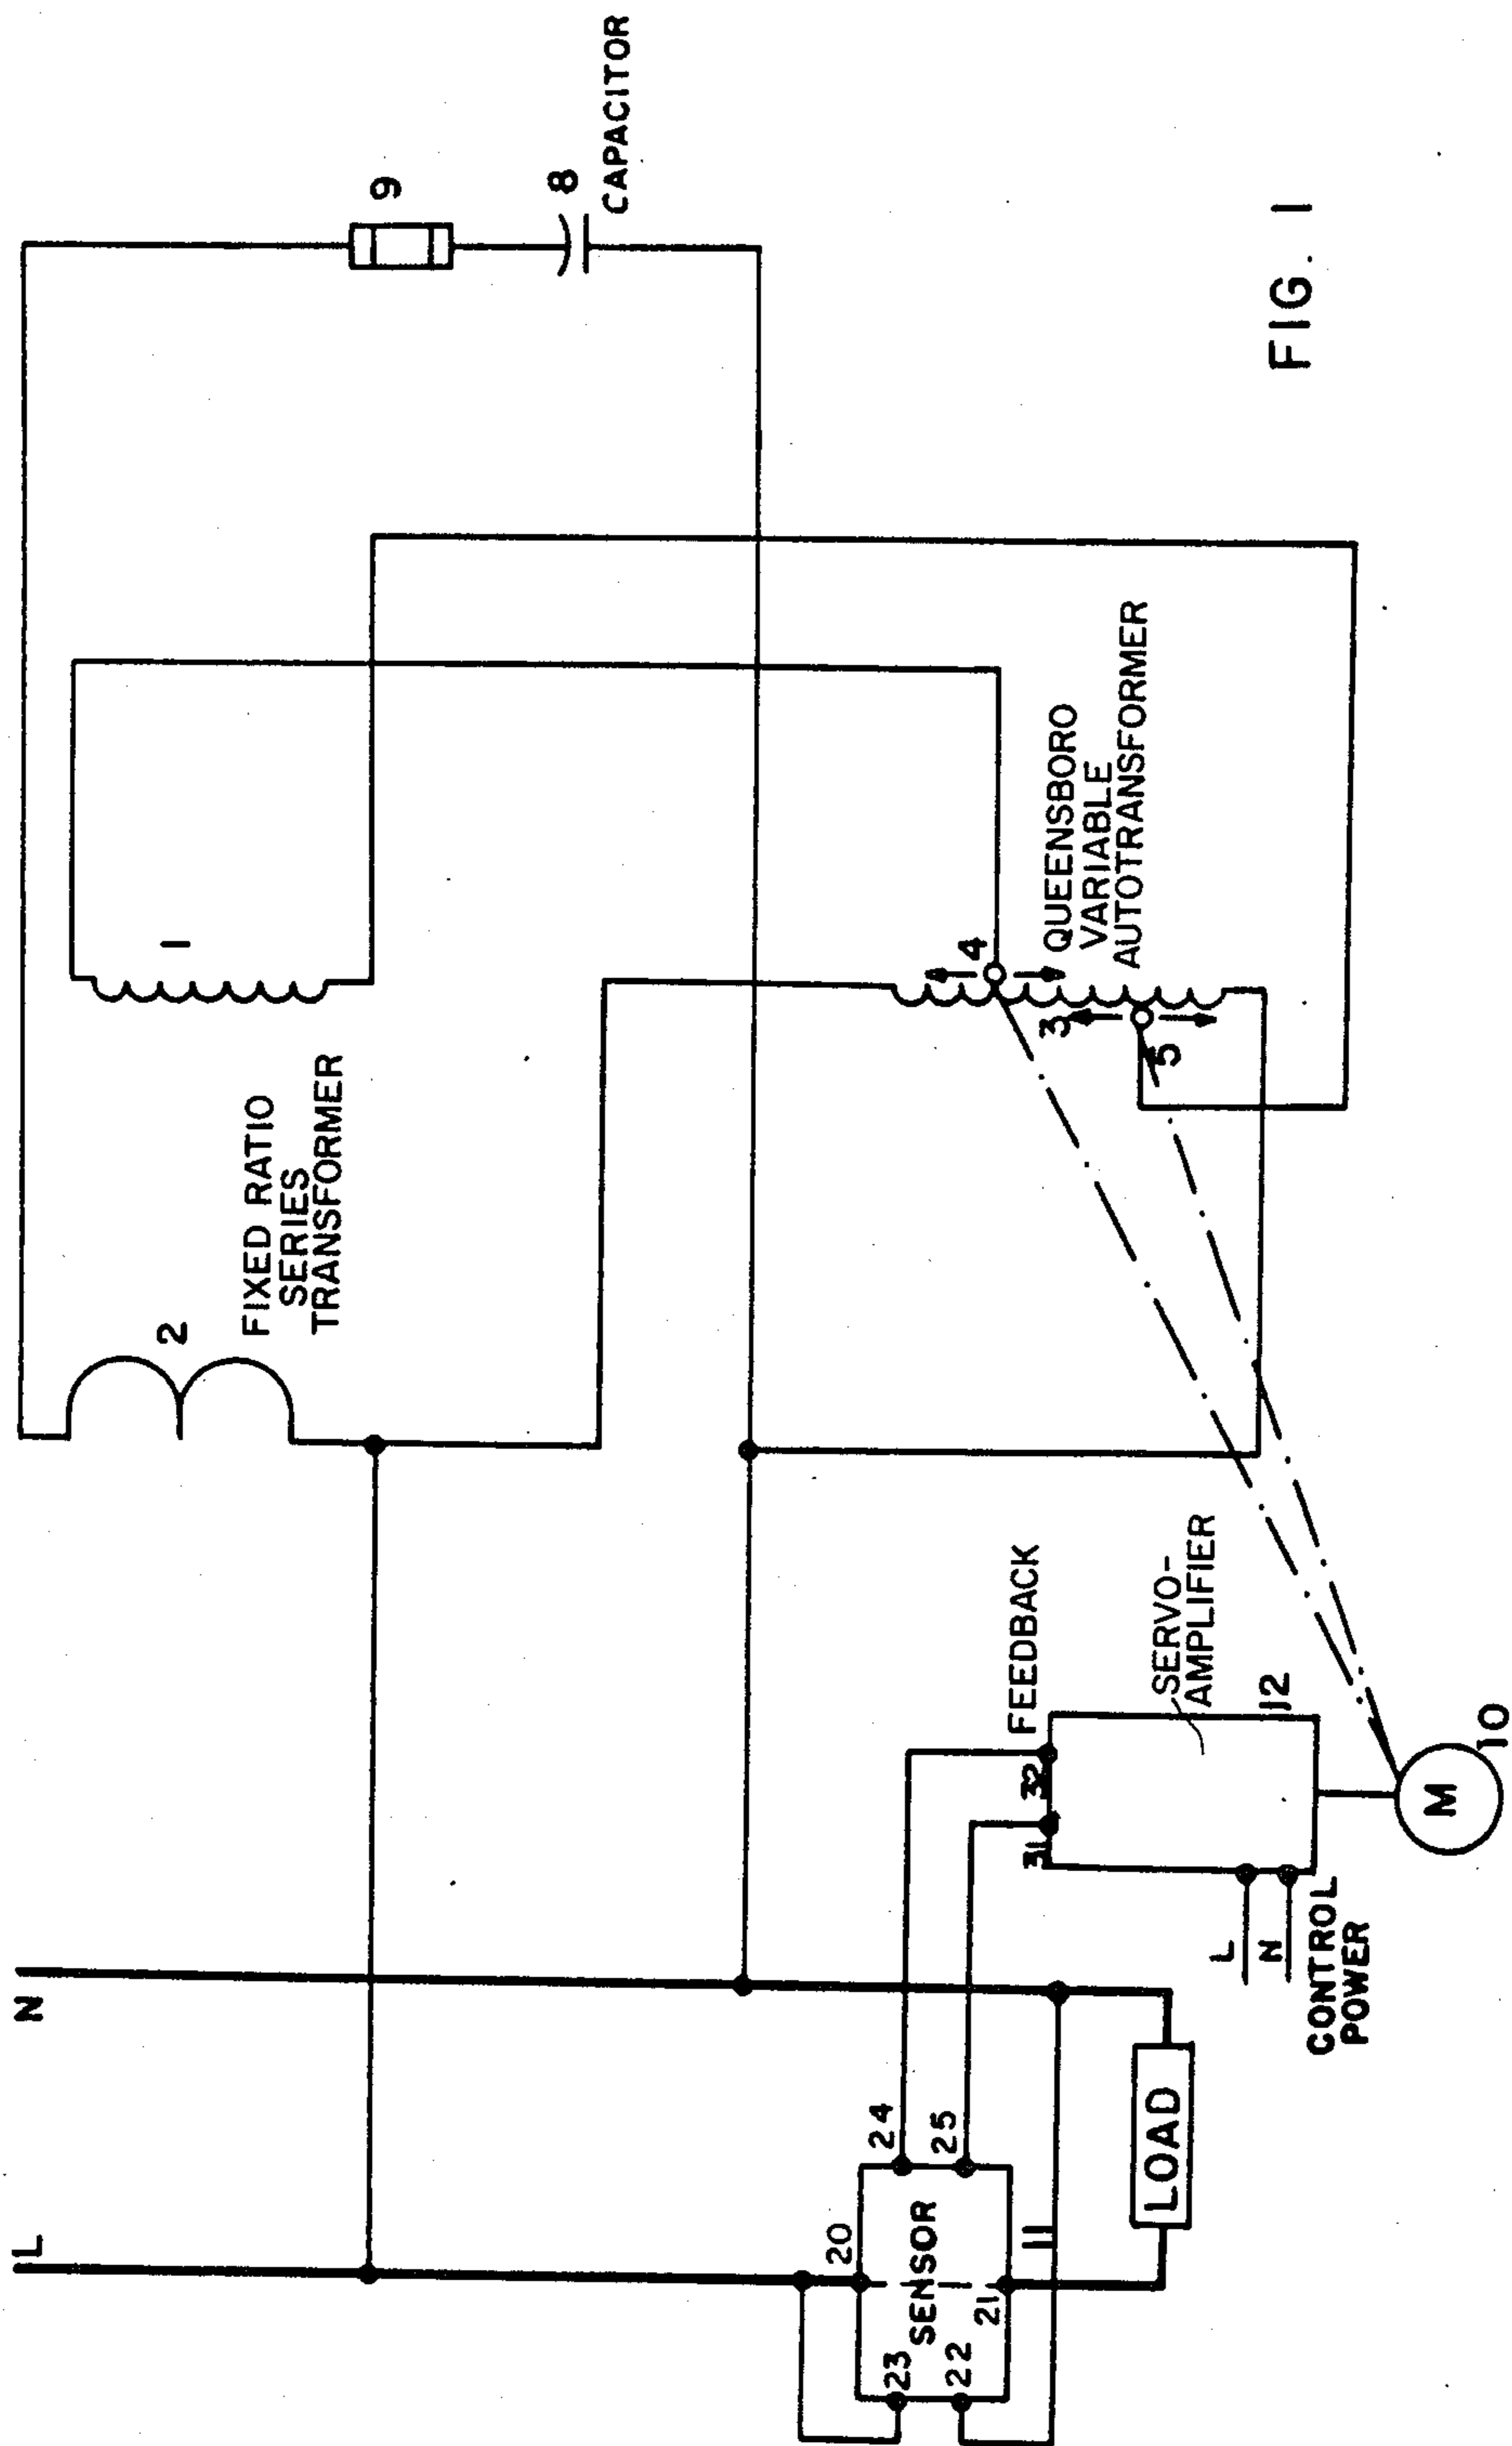 L
N
2
FIXED RATIO
SERIES
TRANSFORMER
1
9
8
CAPACITOR
20
SENSOR
23
22
21
24
25
11
LOAD
FEEDBACK
31
32
SERVO-
AMPLIFIER
12
L
N
CONTROL
POWER
M
10
3
4
5
QUEENSBORO
VARIABLE
AUTOTRANSFORMER
FIG. 1